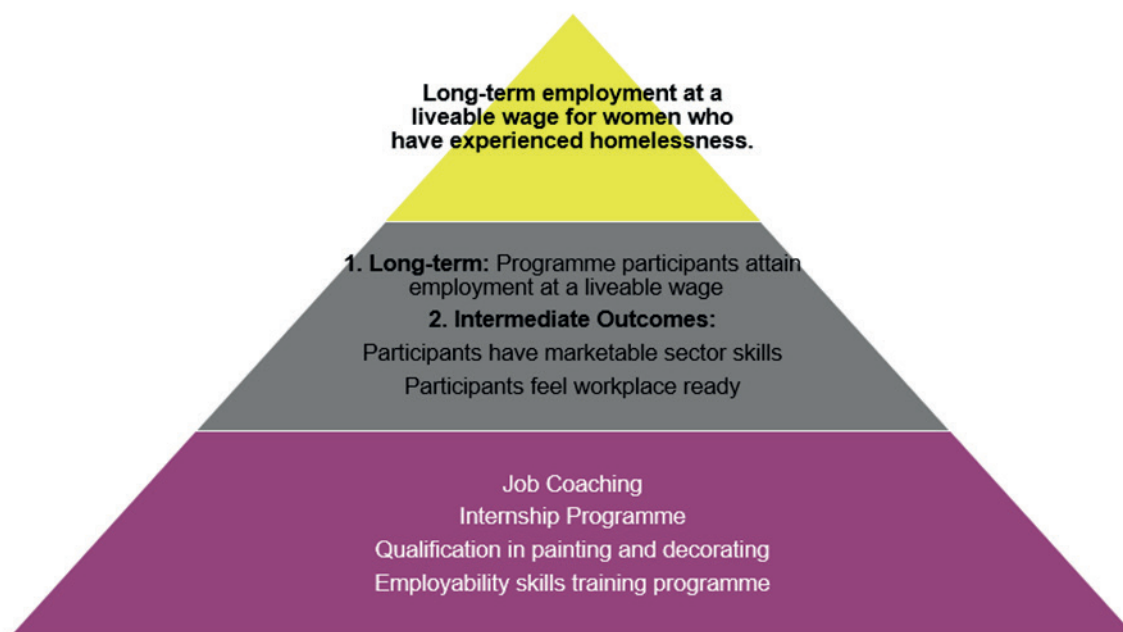 Long-term employment at a
liveable wage for women who
have experienced homelessness.
1. Long-term: Programme participants attain
employment at a liveable wage
2. Intermediate Outcomes:
Participants have marketable sector skills
Participants feel workplace ready
Job Coaching
Internship Programme
Qualification in painting and decorating
Employability skills training programme